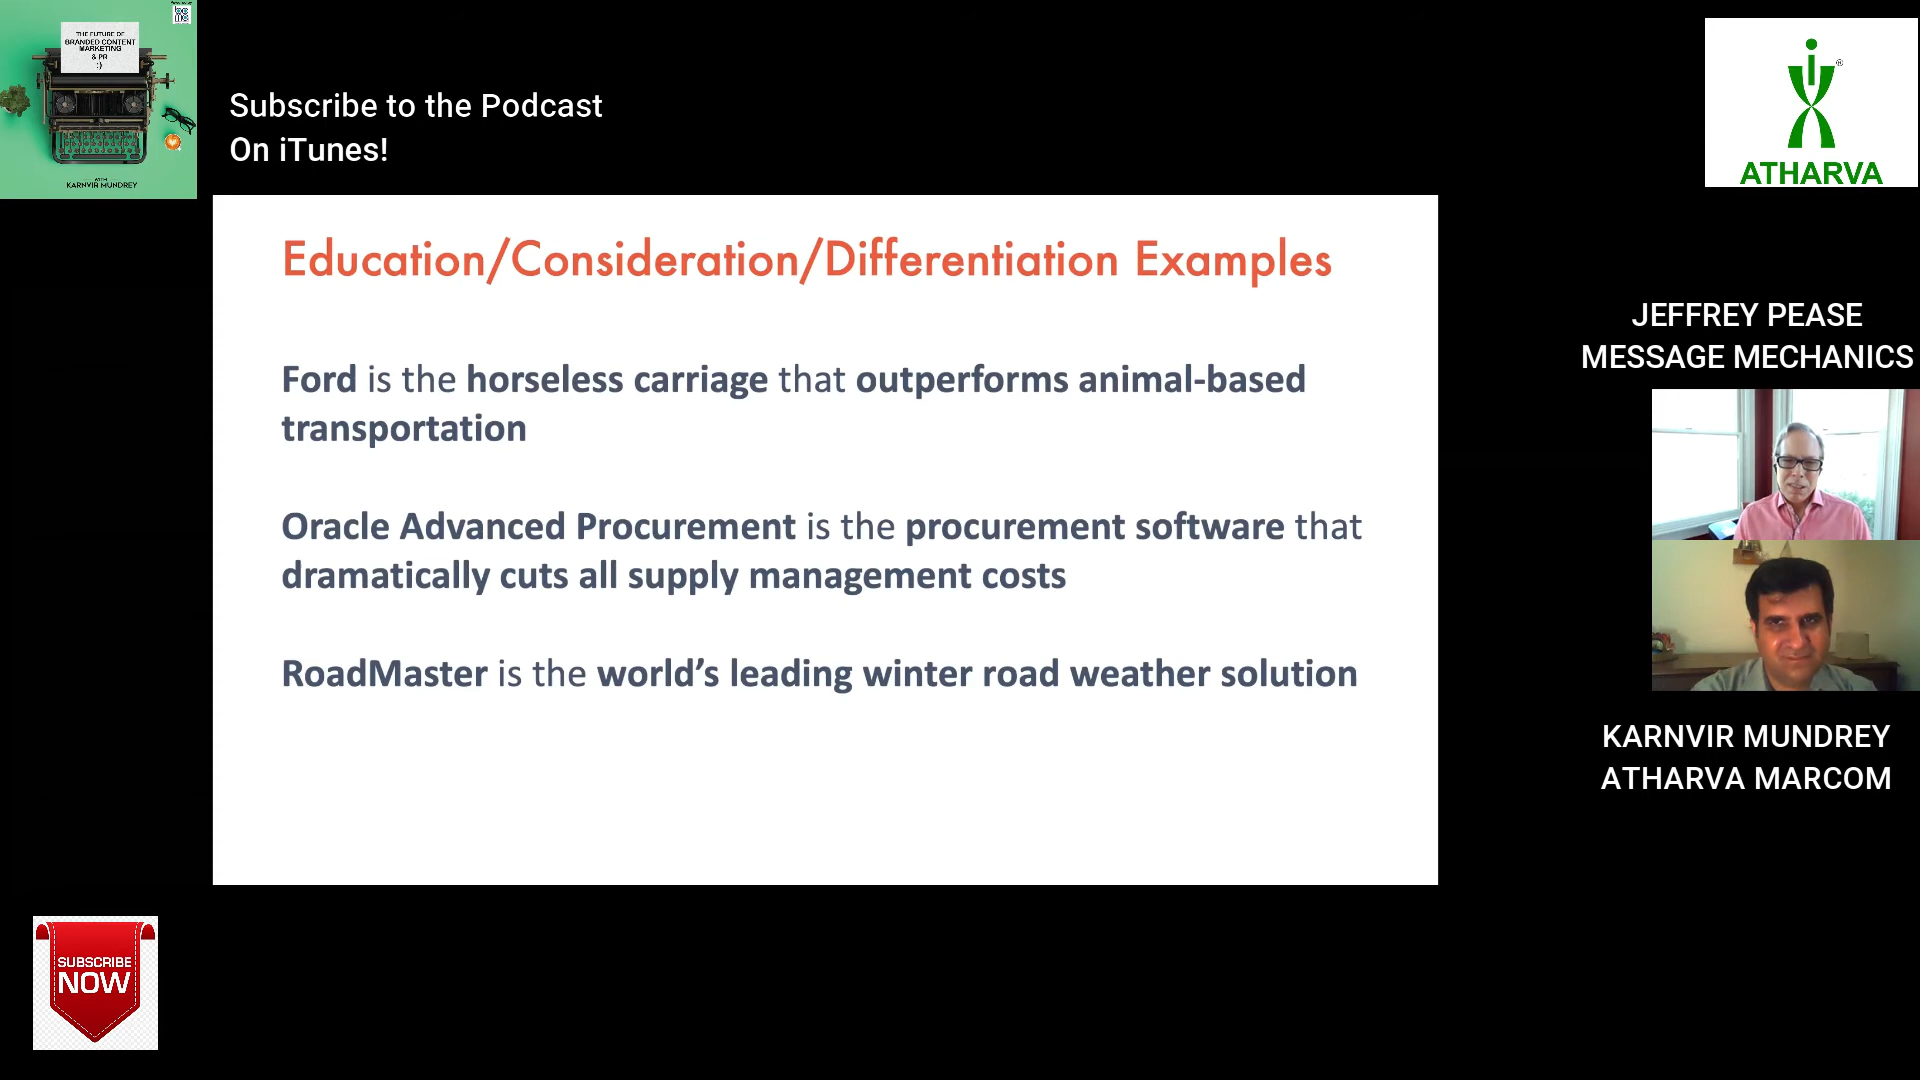 THE FUTURE OF
BRANDED CONTENT
MARKETING
& PR
:)
WITH
KARNVIR MUNDREY
Subscribe to the Podcast
On iTunes!
®
ATHARVA
Education/Consideration/Differentiation Examples
Ford is the horseless carriage that outperforms animal-based
transportation
Oracle Advanced Procurement is the procurement software that
dramatically cuts all supply management costs
RoadMaster is the world’s leading winter road weather solution
JEFFREY PEASE
MESSAGE MECHANICS
KARNVIR MUNDREY
ATHARVA MARCOM
SUBSCRIBE
NOW